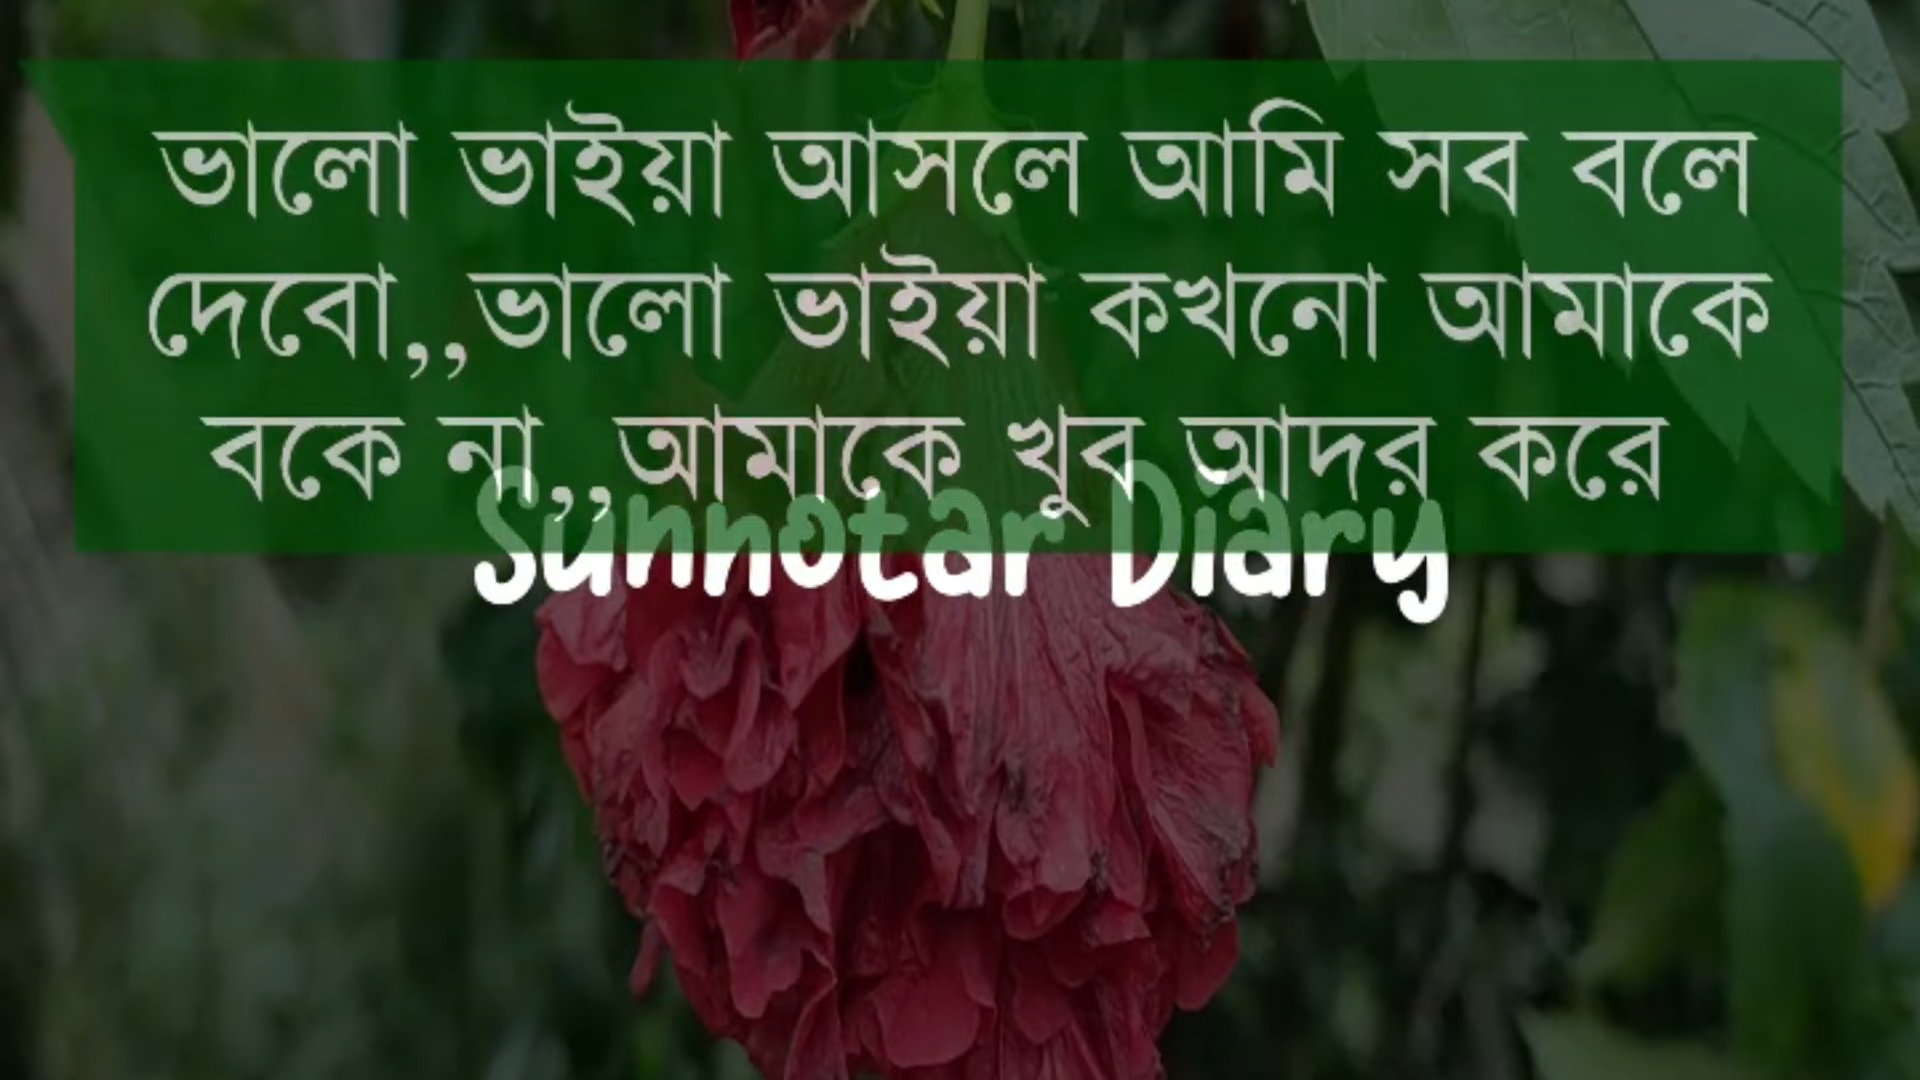 ভালো ভাইয়া আসলে আমি সব বলে
দেবো,,ভালো ভাইয়া কখনো আমাকে
বকে না,,আমাকে খুব আদর করে
Sunnotar Diary